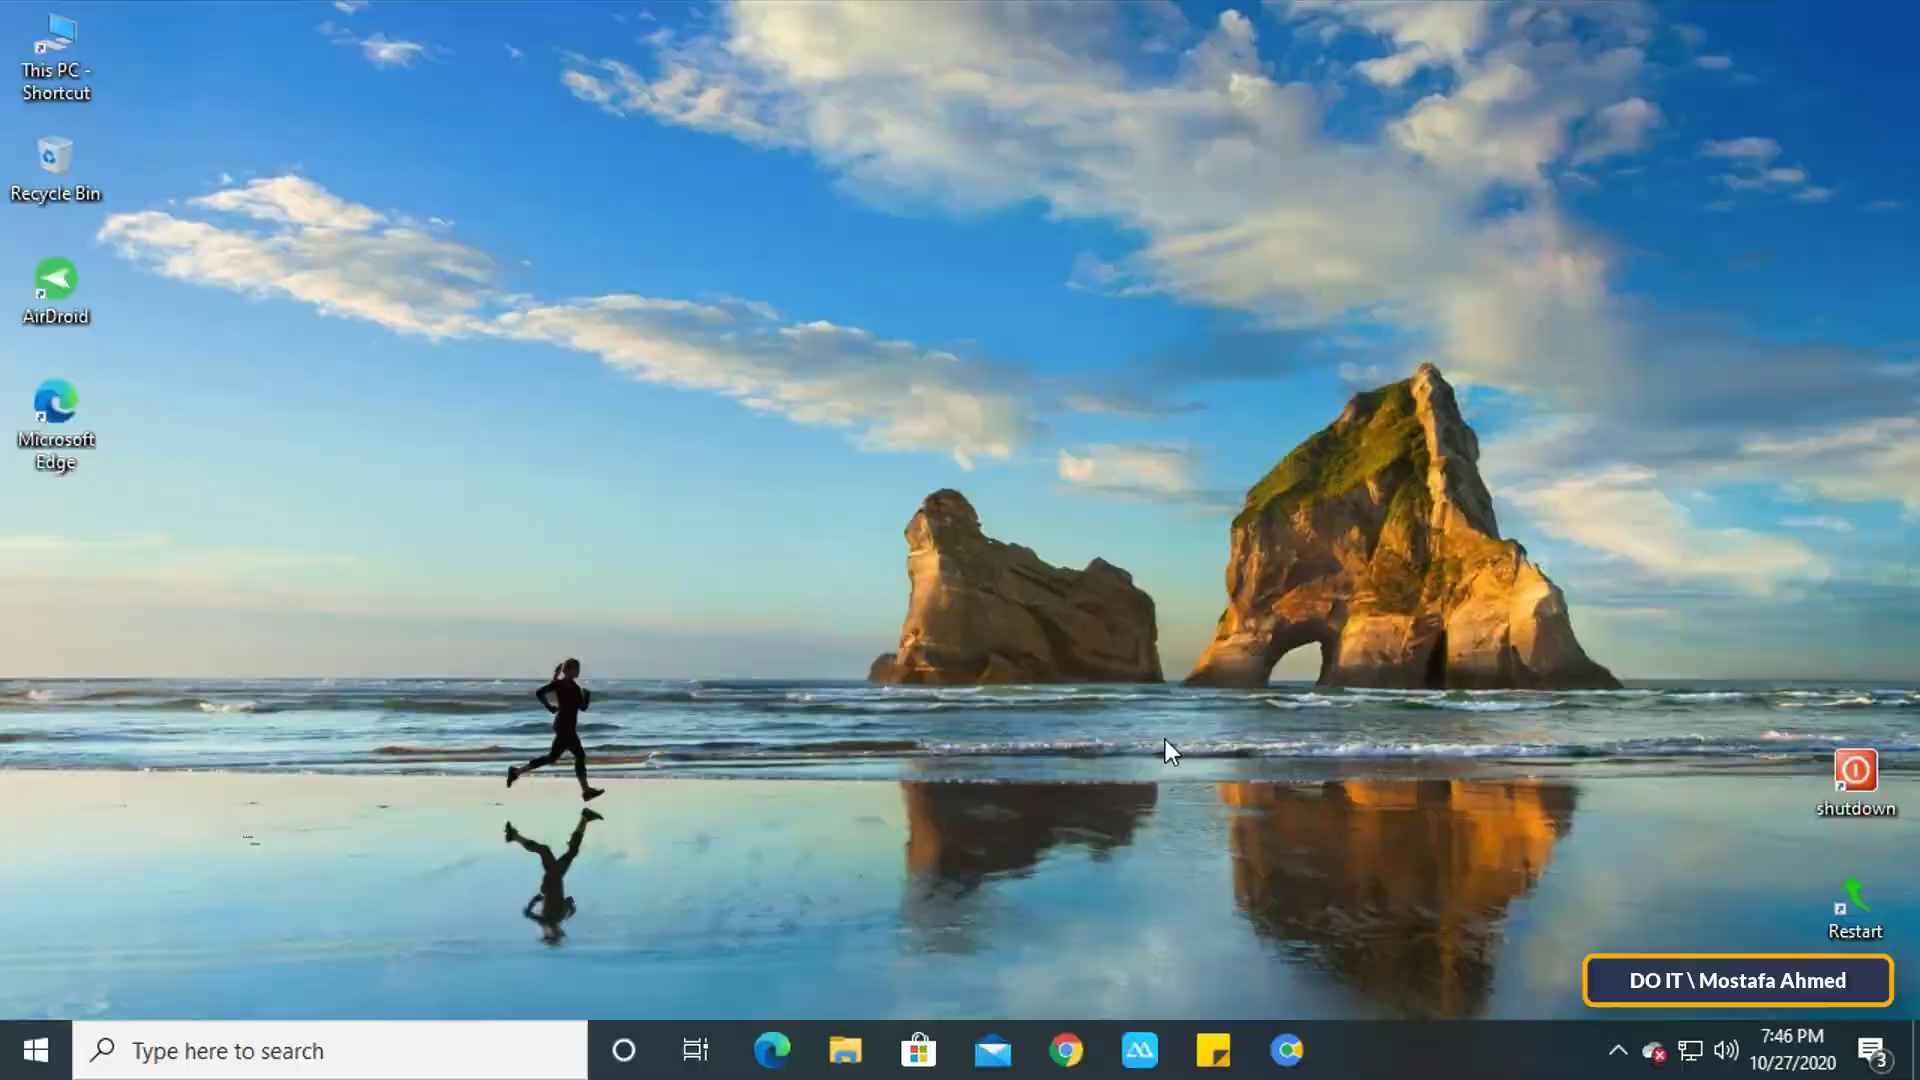 This PC -
Shortcut
Recycle Bin
AirDroid
Microsoft
Edge
shutdown
Restart
DO IT \ Mostafa Ahmed
Type here to search
7:46 PM
10/27/2020
3